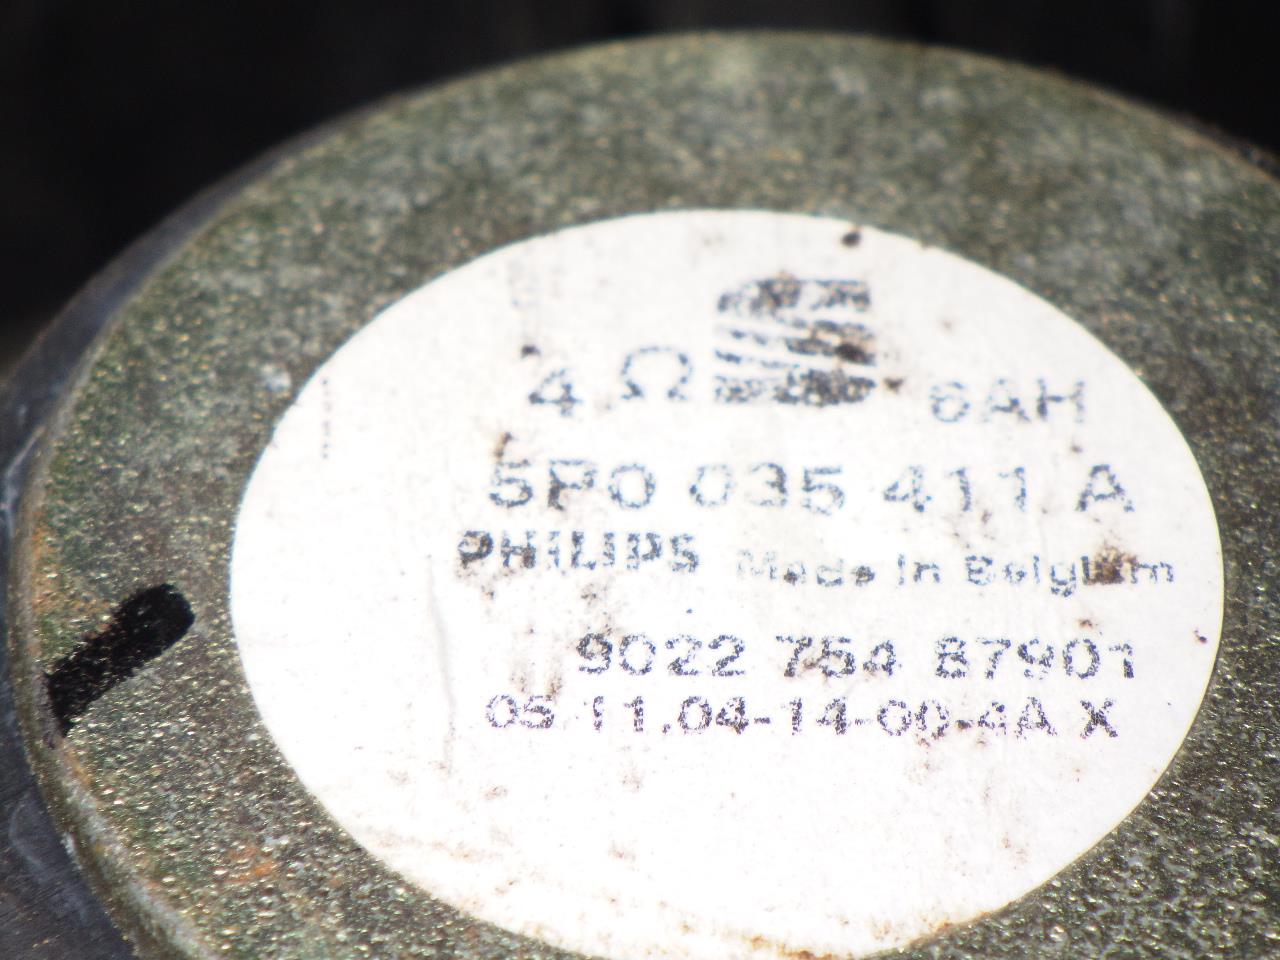 4 Ω 6AH
5P0 035 411 A
PHILIPS Made in Belgium
9022 754 87901
05.11.04-14-00-4A X